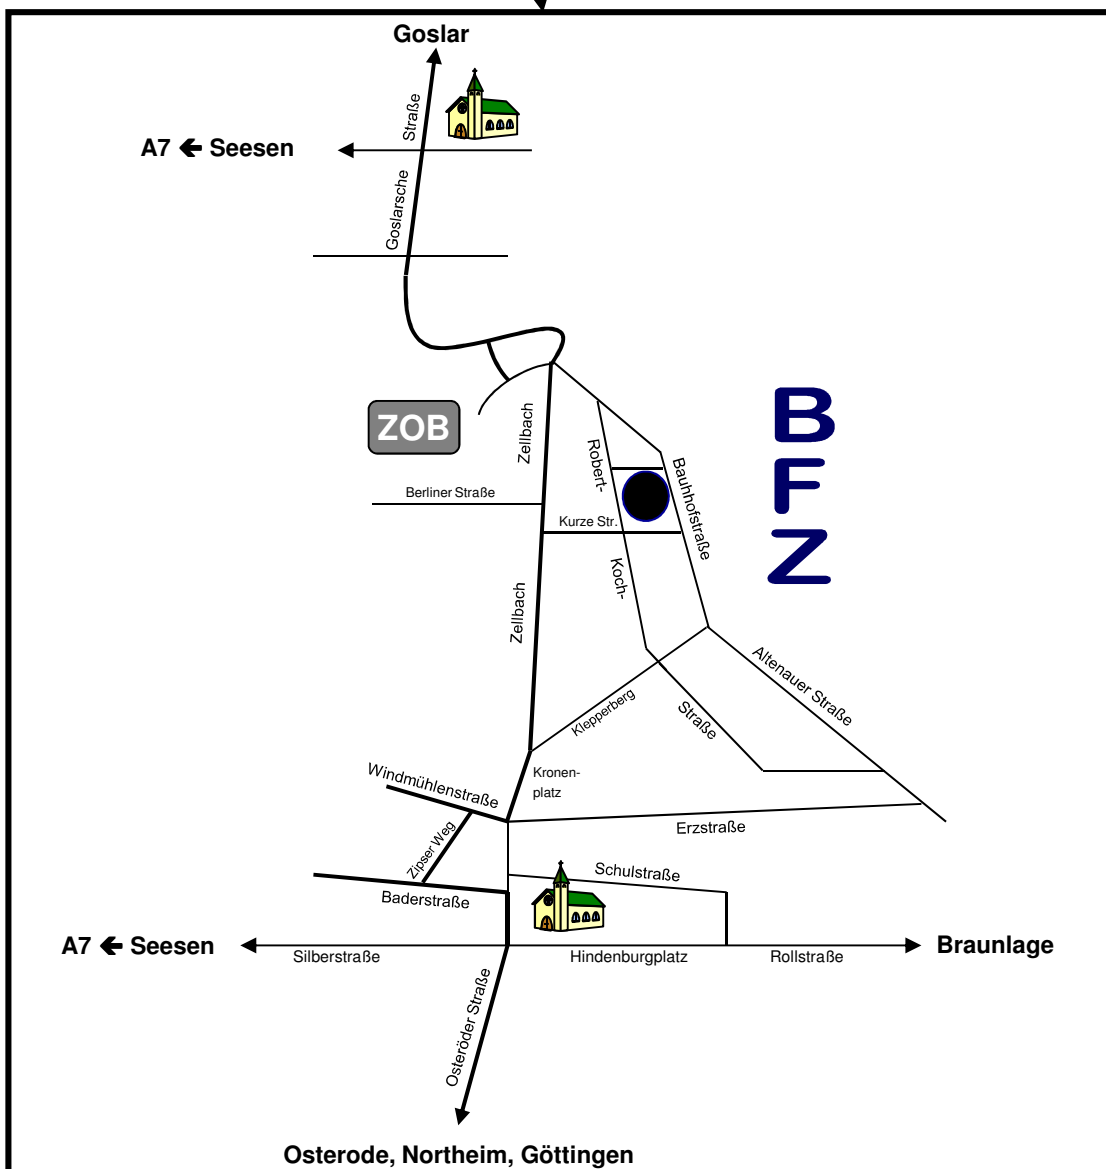 Goslar
Straße
A7 🡸 Seesen
Goslarsche
ZOB
Zellbach
Robert-
Bauhhofstraße
B
F
Z
Berliner Straße
Kurze Str.
Koch-
Zellbach
Altenauer Straße
Klepperberg
Straße
Windmühlenstraße
Kronen-
platz
Erzstraße
Zipser Weg
Schulstraße
Baderstraße
A7 🡸 Seesen
Silberstraße
Hindenburgplatz
Rollstraße
Braunlage
Osteröder Straße
Osterode, Northeim, Göttingen